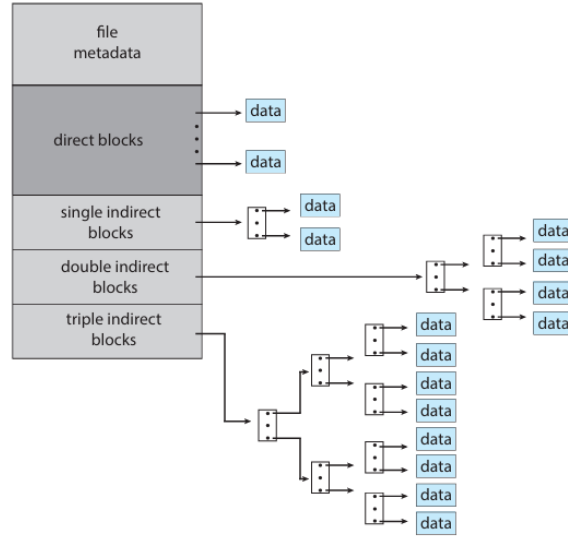 file
metadata
direct blocks
data
data
single indirect
blocks
data
data
double indirect
blocks
data
data
data
data
triple indirect
blocks
data
data
data
data
data
data
data
data